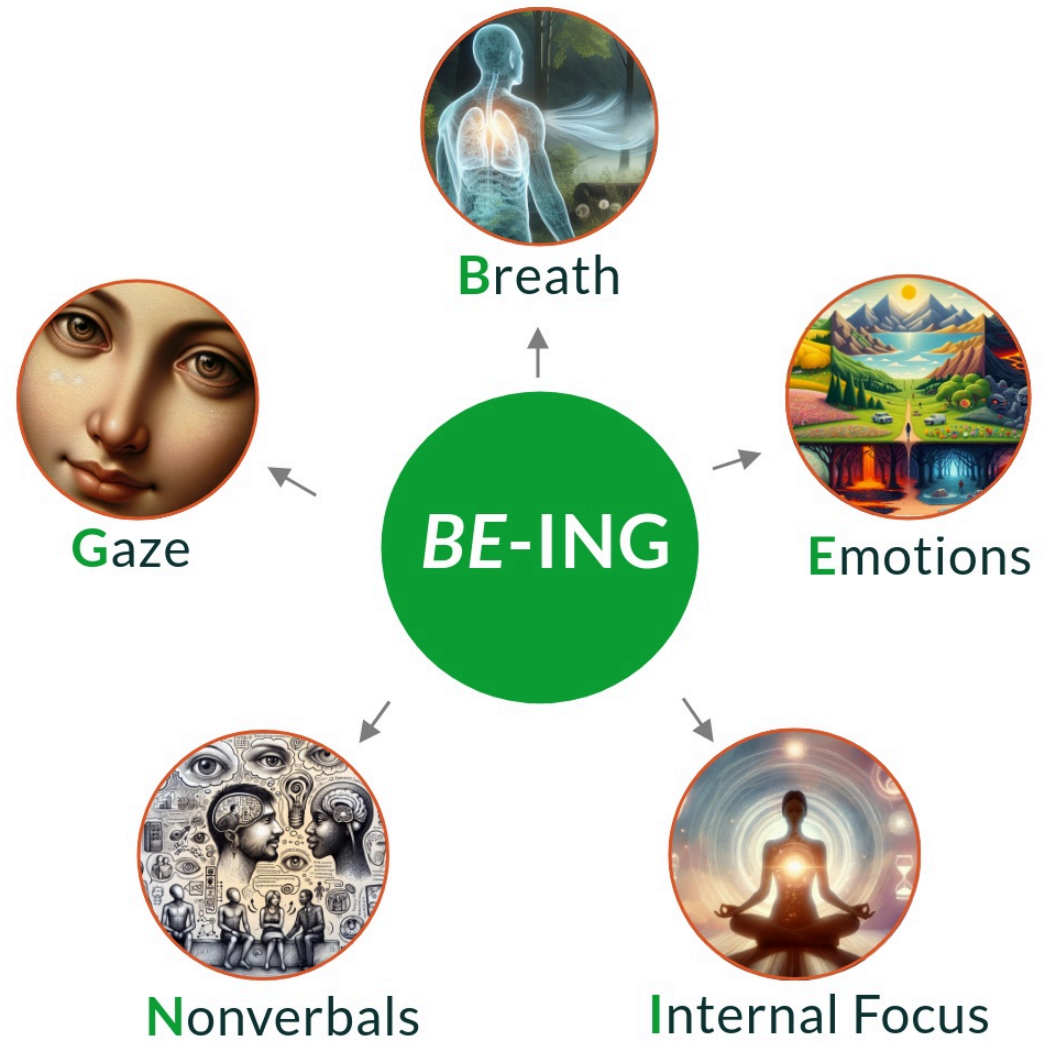 Breath
Gaze
Emotions
BE-ING
Nonverbals
Internal Focus